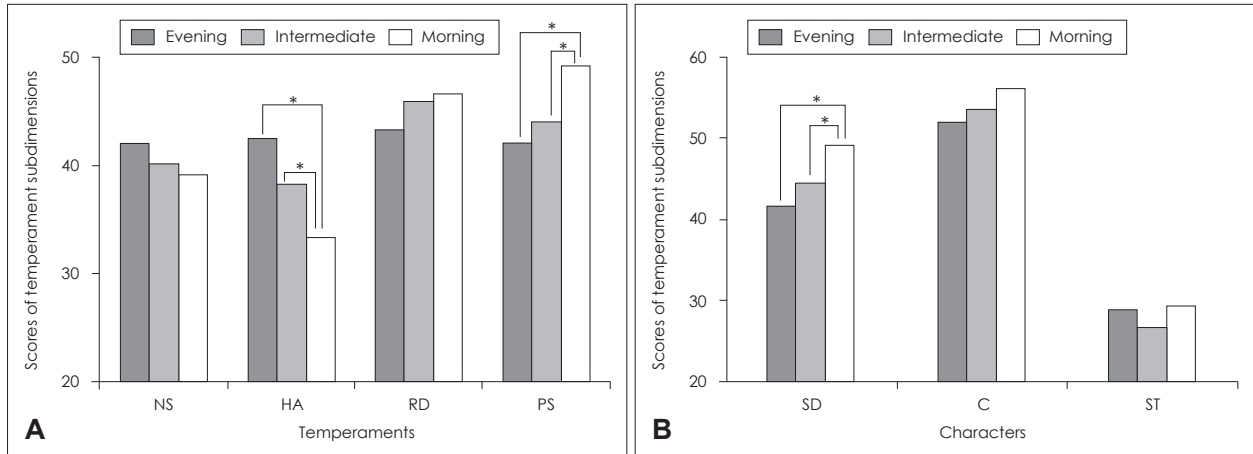 Evening Intermediate Morning
Scores of temperament subdimensions
50
40
30
20
* * * *
NS HA RD PS
Temperaments
A
Evening Intermediate Morning
Scores of temperament subdimensions
60
50
40
30
20
* *
SD C ST
Characters
B